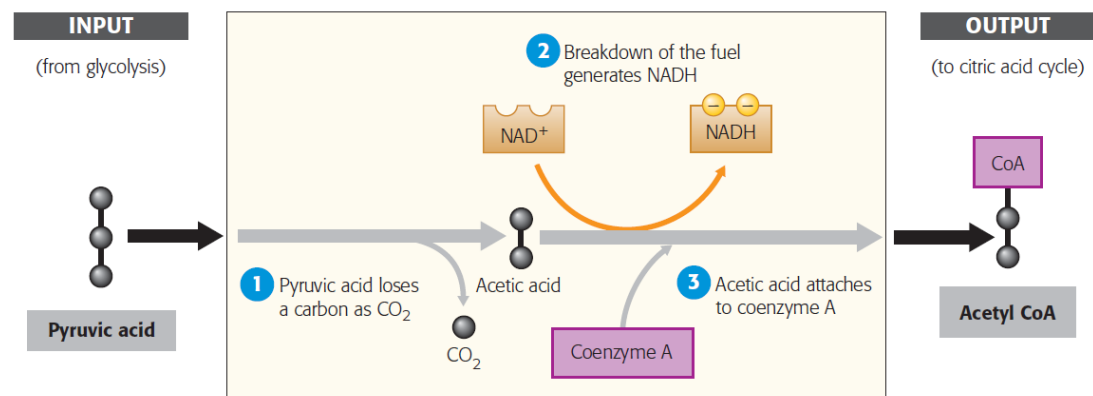 INPUT
(from glycolysis)
Pyruvic acid
2 Breakdown of the fuel
generates NADH
NAD+
− −
NADH
1 Pyruvic acid loses
a carbon as CO₂
CO₂
Acetic acid
Coenzyme A
3 Acetic acid attaches
to coenzyme A
OUTPUT
(to citric acid cycle)
CoA
Acetyl CoA